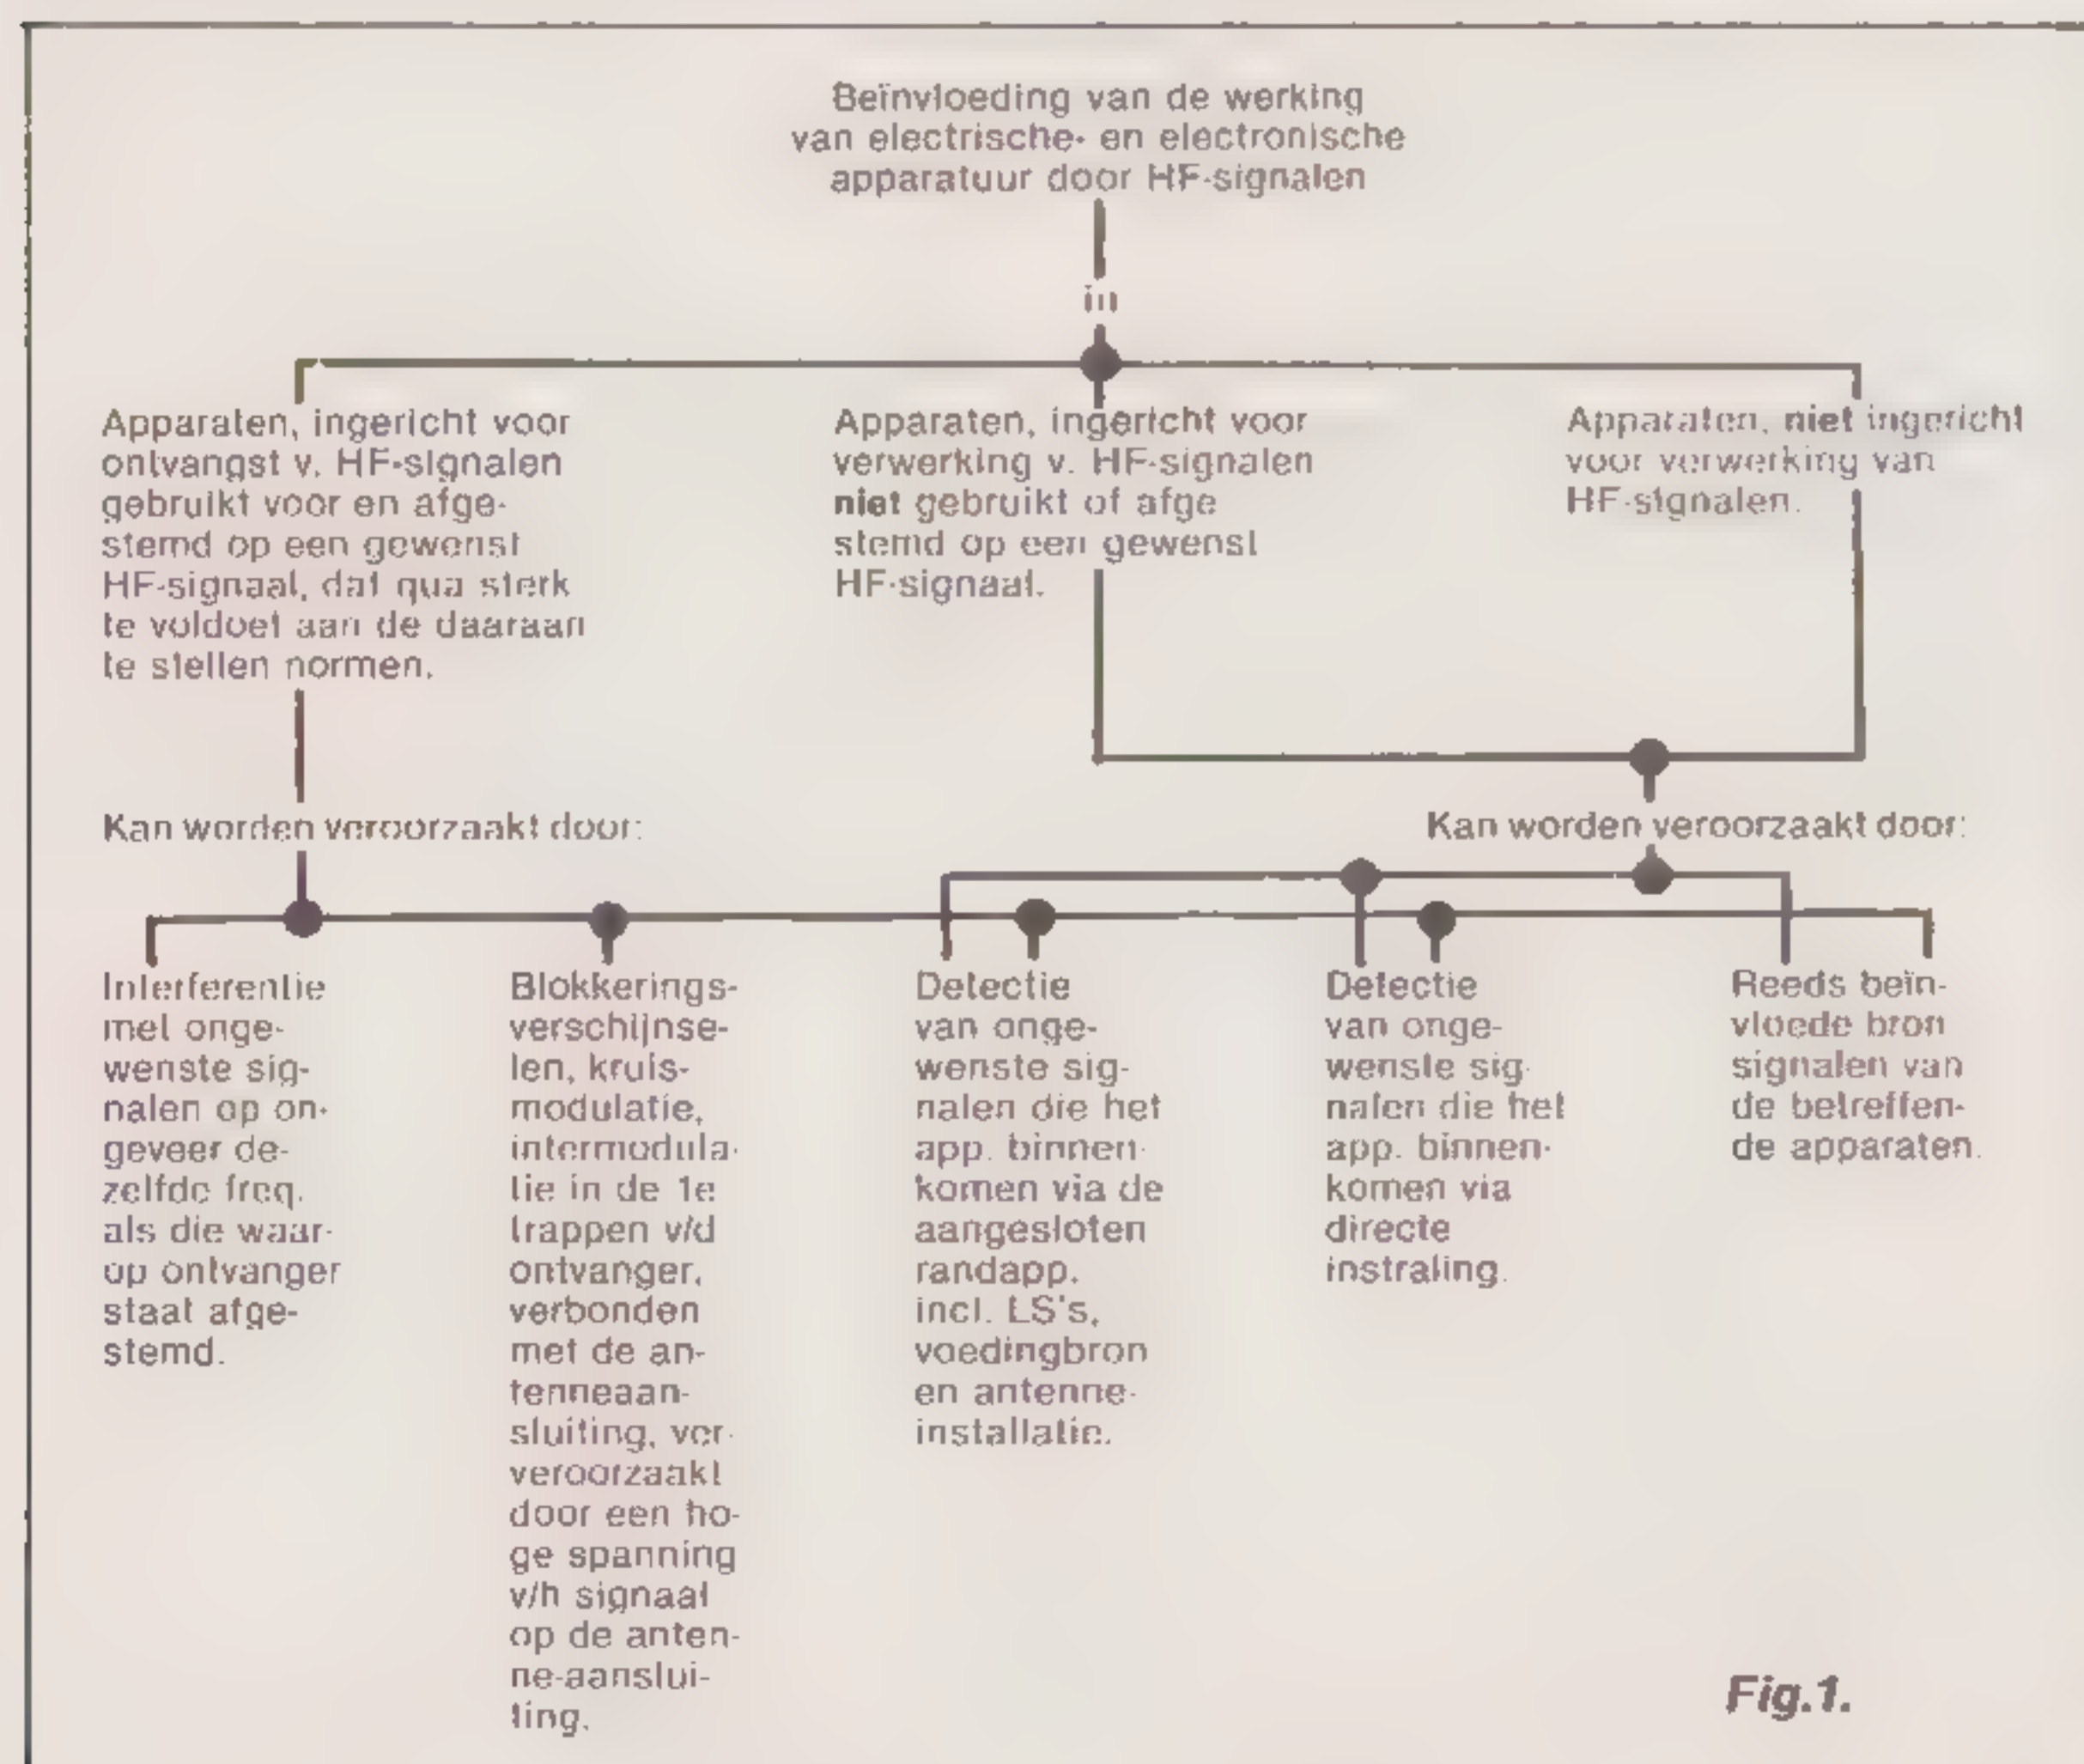 Beïnvloeding van de werking
van electrische- en electronische
apparatuur door HF-signalen
in
Apparaten, ingericht voor
ontvangst v. HF-signalen
gebruikt voor en afge-
stemd op een gewenst
HF-signaal, dat qua sterk
te voldoet aan de daaraan
te stellen normen.
Apparaten, ingericht voor
verwerking v. HF-signalen
niet gebruikt of afge
stemd op een gewenst
HF-signaal.
Apparaten, niet ingericht
voor verwerking van
HF-signalen.
Kan worden veroorzaakt door:
Kan worden veroorzaakt door:
Interferentie
met onge-
wenste sig-
nalen op on-
geveer de-
zelfde freq.
als die waar-
op ontvanger
staat afge-
stemd.
Blokkerings-
verschijnse-
len, kruis-
modulatie,
intermodula-
tie in de 1e
trappen v/d
ontvanger,
verbonden
met de an-
tenneaan-
sluiting, ver-
veroorzaakt
door een ho-
ge spanning
v/h signaal
op de anten-
ne-aanslui-
ting.
Detectie
van onge-
wenste sig-
nalen die het
app. binnen-
komen via de
aangesloten
randapp.
incl. LS's,
voedingbron
en antenne-
installatie.
Detectie
van onge-
wenste sig-
nalen die het
app. binnen-
komen via
directe
instraling.
Reeds beïn-
vloede bron
signalen van
de betreffen-
de apparaten.
Fig.1.